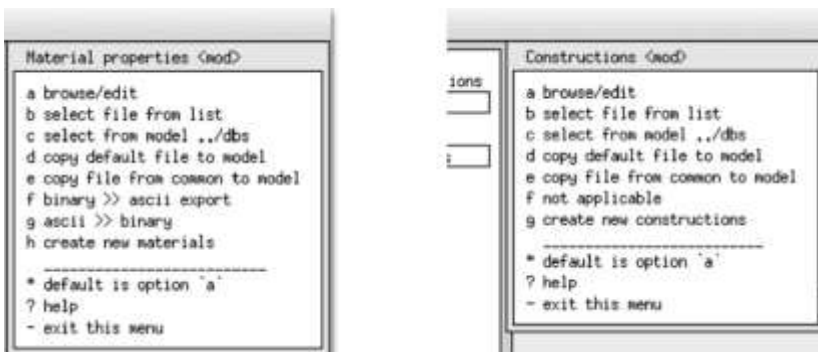 Material properties <mod>
a browse/edit
b select file from list
c select from model ../dbs
d copy default file to model
e copy file from common to model
f binary >> ascii export
g ascii >> binary
h create new materials
* default is option `a`
? help
- exit this menu
ions
Constructions <mod>
a browse/edit
b select file from list
c select from model ../dbs
d copy default file to model
e copy file from common to model
f not applicable
g create new constructions
* default is option `a`
? help
- exit this menu